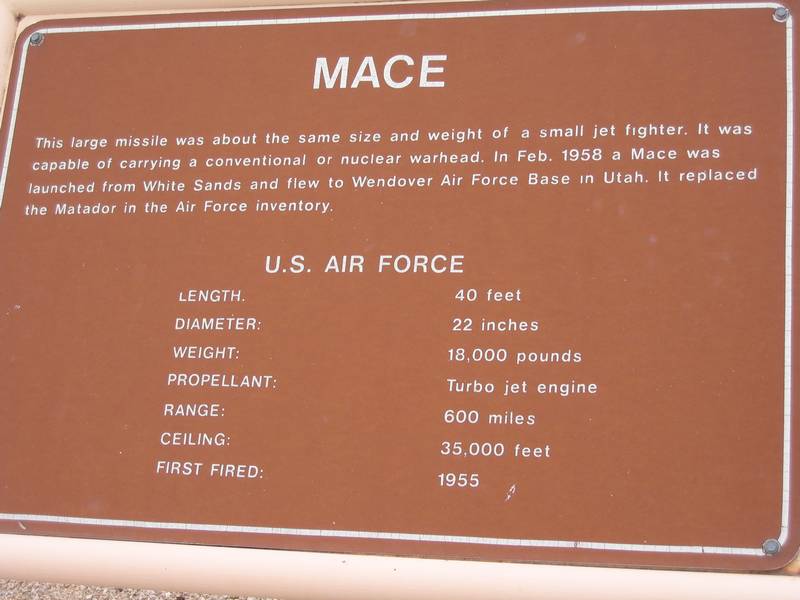 MACE
This large missile was about the same size and weight of a small jet fighter. It was
capable of carrying a conventional or nuclear warhead. In Feb. 1958 a Mace was
launched from White Sands and flew to Wendover Air Force Base in Utah. It replaced
the Matador in the Air Force inventory.
U.S. AIR FORCE
LENGTH. 40 feet
DIAMETER: 22 inches
WEIGHT: 18,000 pounds
PROPELLANT: Turbo jet engine
RANGE: 600 miles
CEILING: 35,000 feet
FIRST FIRED: 1955